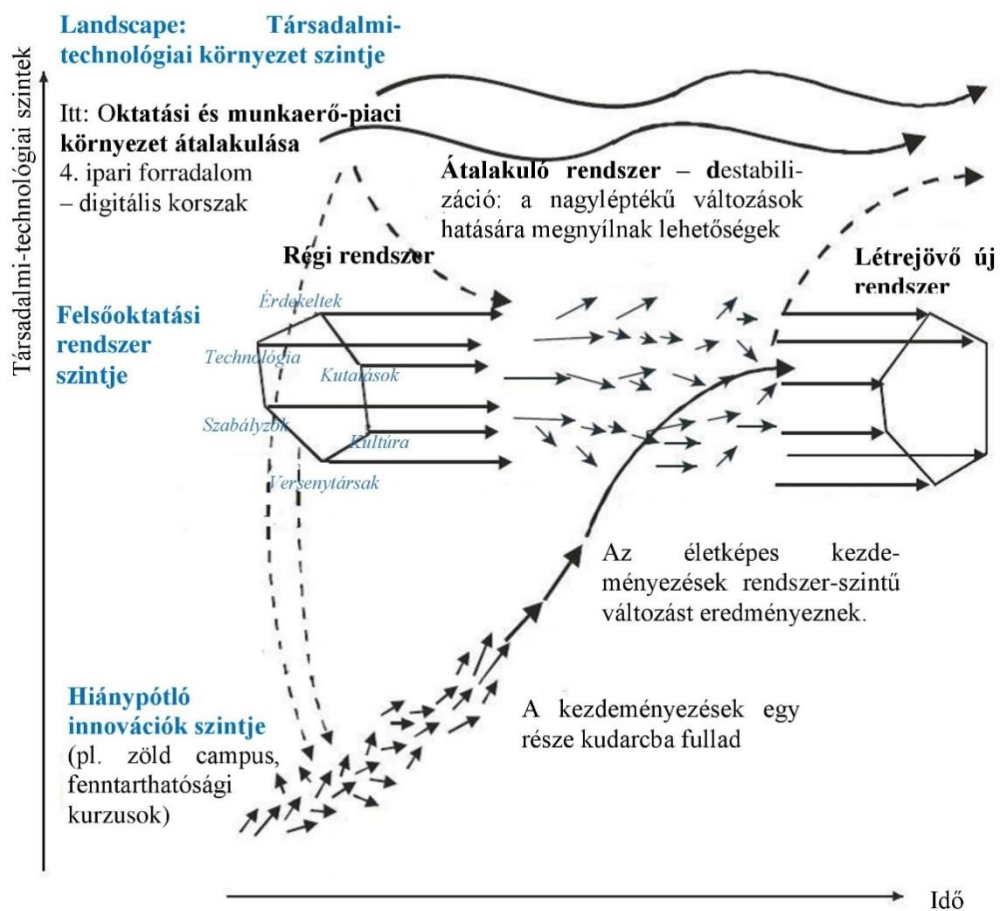 Landscape: Társadalmi-
technológiai környezet szintje
Társadalmi-technológiai szintek
Itt: Oktatási és munkaerő-piaci
környezet átalakulása
4. ipari forradalom
– digitális korszak
Átalakuló rendszer – destabili-
záció: a nagyléptékű változások
hatására megnyílnak lehetőségek
Régi rendszer
Létrejövő új
rendszer
Felsőoktatási
rendszer
szintje
Érdekeltek
Technológia
Kutatások
Szabályzók
Kultúra
Versenytársak
Az életképes kezde-
ményezések rendszer-szintű
változást eredményeznek.
Hiánypótló
innovációk szintje
(pl. zöld campus,
fenntarthatósági
kurzusok)
A kezdeményezések egy
része kudarcba fullad
Idő